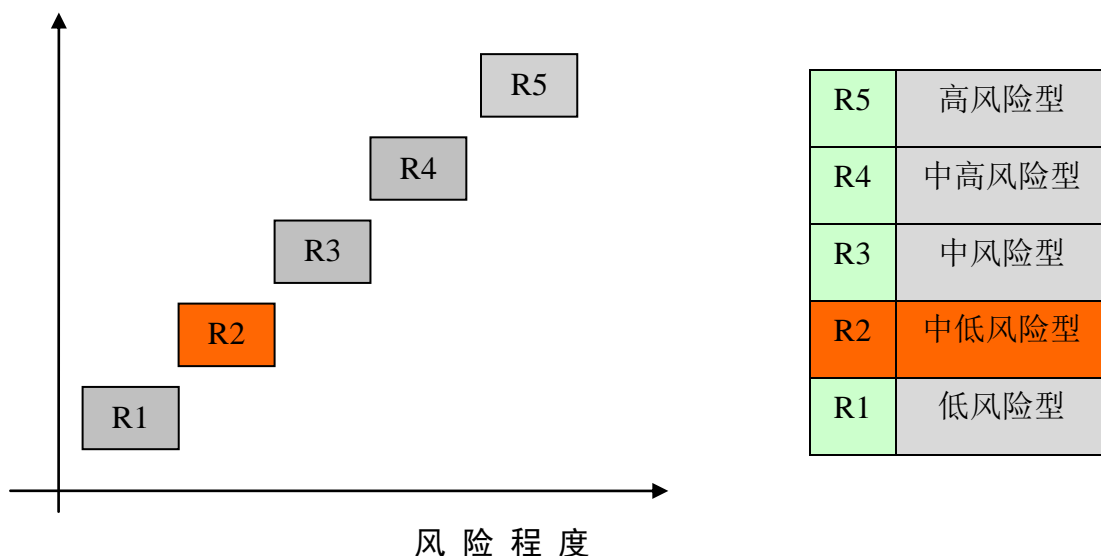 R5
R4
R3
R2
R1
风险程度
R5 高风险型
R4 中高风险型
R3 中风险型
R2 中低风险型
R1 低风险型